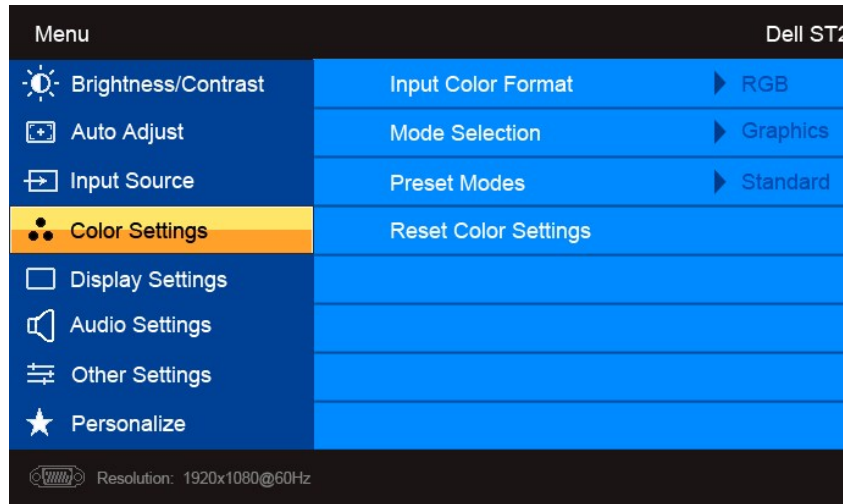 Menu Dell ST2
Brightness/Contrast Input Color Format RGB
Auto Adjust Mode Selection Graphics
Input Source Preset Modes Standard
Color Settings Reset Color Settings
Display Settings
Audio Settings
Other Settings
Personalize
Resolution: 1920x1080@60Hz